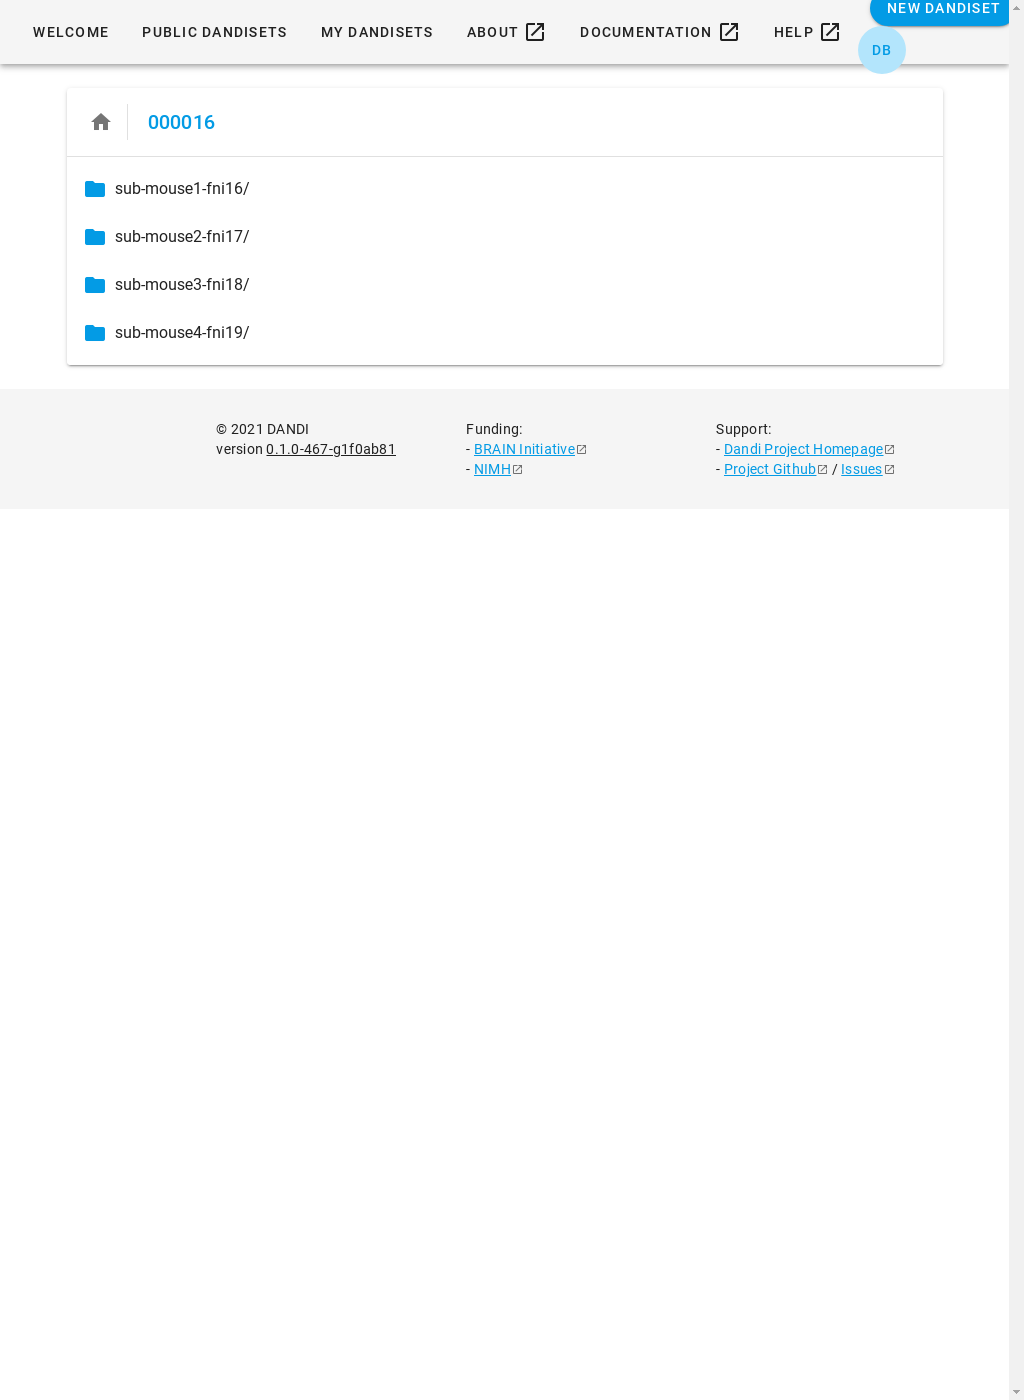 NEW DANDISET
WELCOME PUBLIC DANDISETS MY DANDISETS ABOUT DOCUMENTATION HELP
DB
000016
sub-mouse1-fni16/
sub-mouse2-fni17/
sub-mouse3-fni18/
sub-mouse4-fni19/
© 2021 DANDI
version 0.1.0-467-g1f0ab81
Funding:
- BRAIN Initiative
- NIMH
Support:
- Dandi Project Homepage
- Project Github / Issues